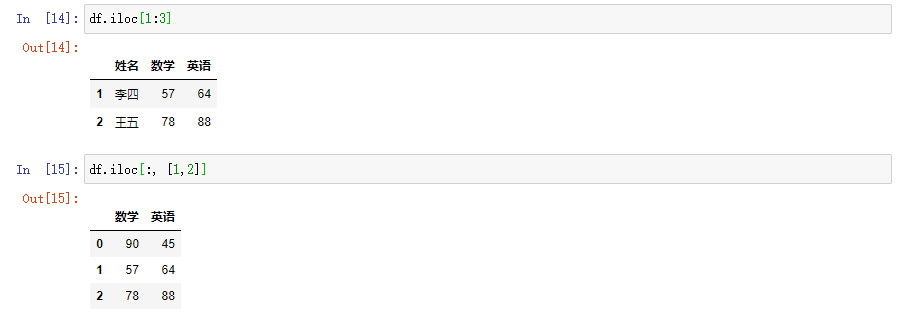 In [14]: df.iloc[1:3]
Out[14]:
姓名 数学 英语
1 李四 57 64
2 王五 78 88
In [15]: df.iloc[:, [1,2]]
Out[15]:
数学 英语
0 90 45
1 57 64
2 78 88